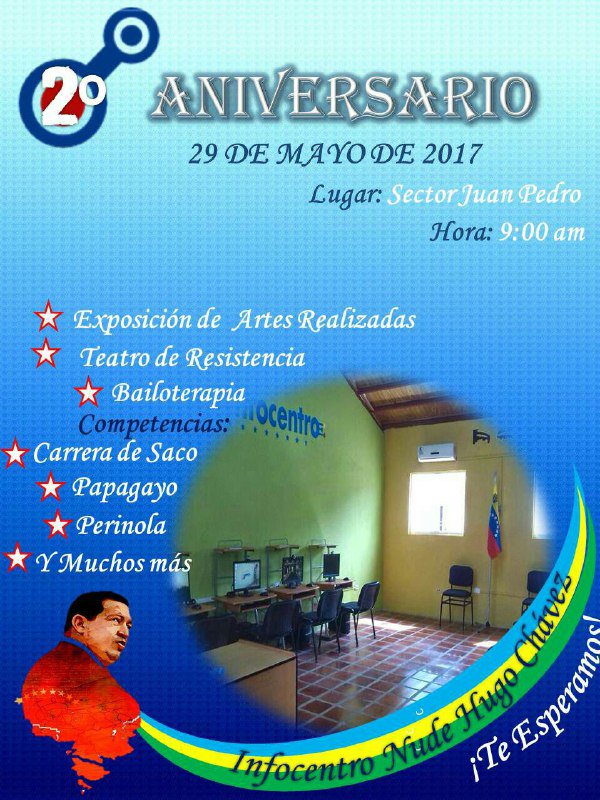 2º
ANIVERSARIO
29 DE MAYO DE 2017
Lugar: Sector Juan Pedro
Hora: 9:00 am
Exposición de Artes Realizadas
Teatro de Resistencia
Bailoterapia
Competencias:
Carrera de Saco
Papagayo
Perinola
Y Muchos más
nfocentro
Infocentro Nude Hugo Chávez
¡Te Esperamos!